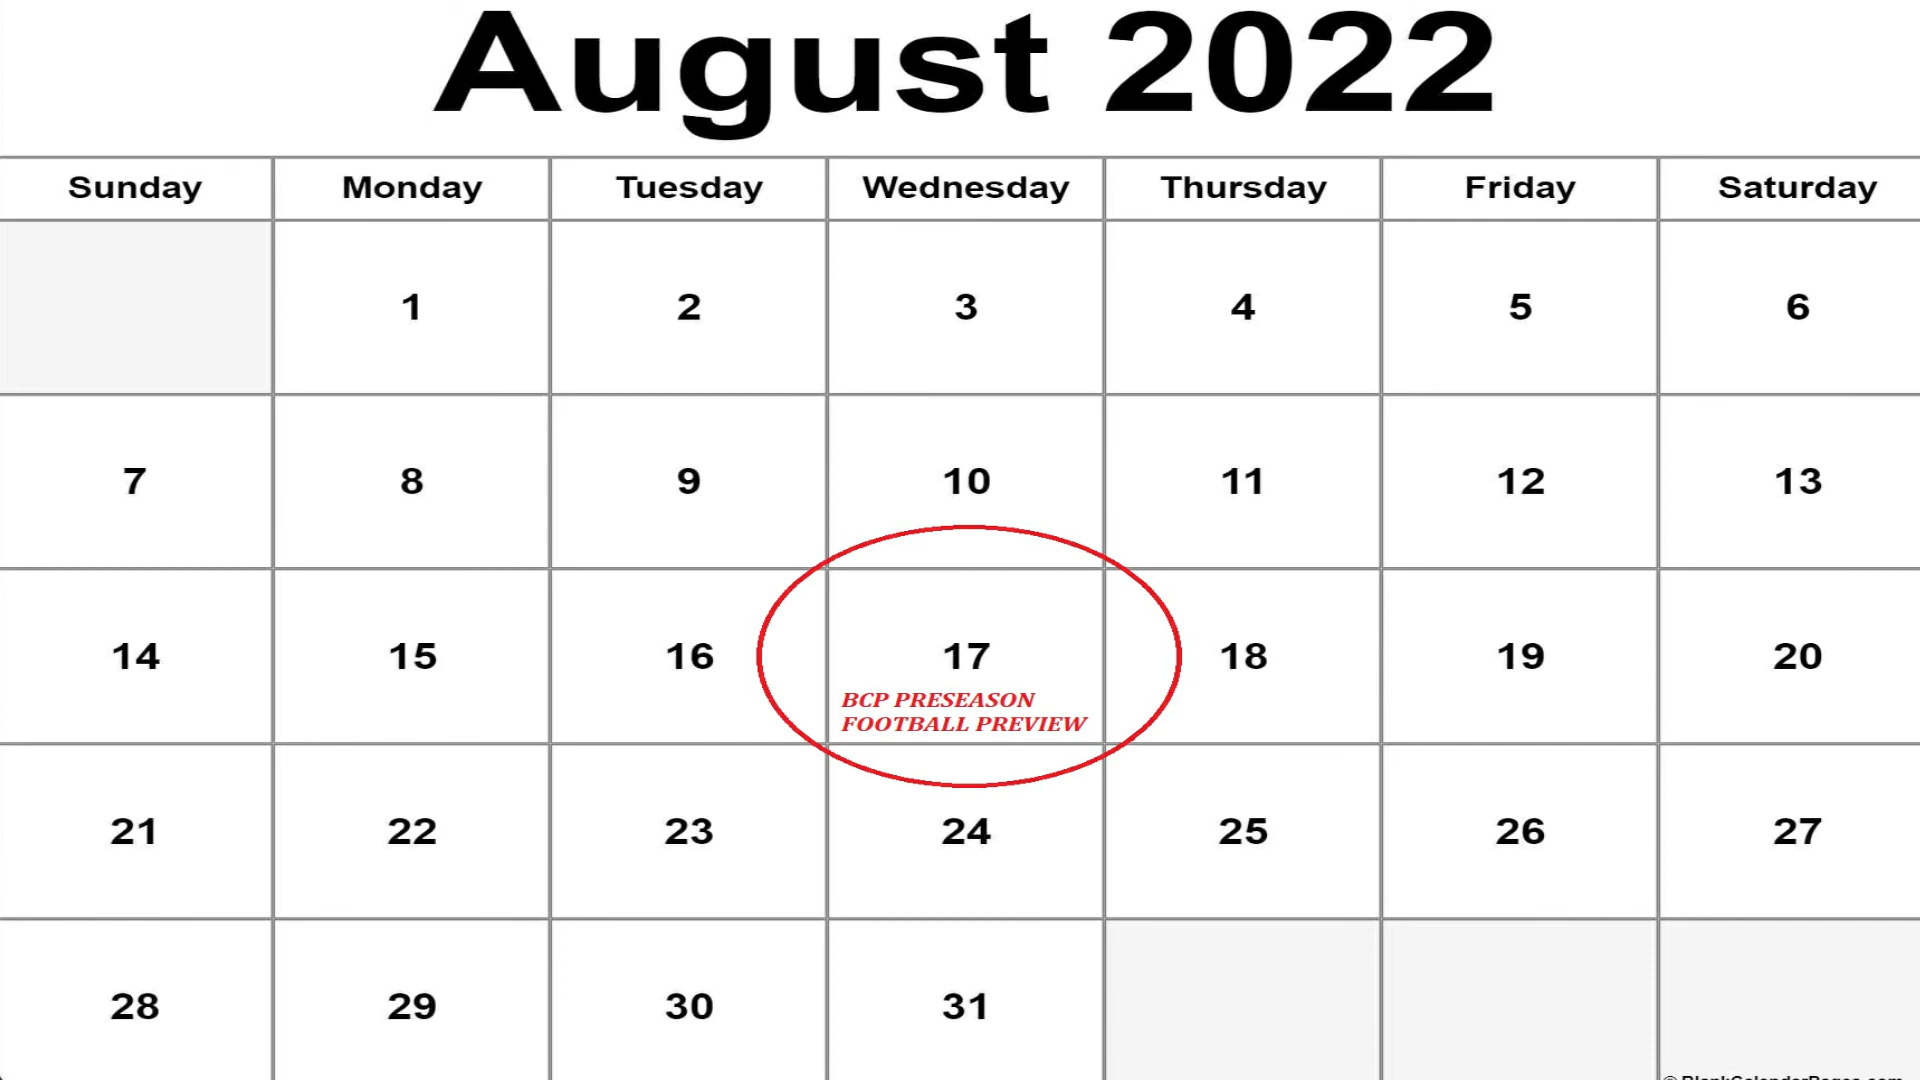 August 2022
Sunday Monday Tuesday Wednesday Thursday Friday Saturday
1 2 3 4 5 6
7 8 9 10 11 12 13
14 15 16 17 18 19 20
BCP PRESEASON
FOOTBALL PREVIEW
21 22 23 24 25 26 27
28 29 30 31